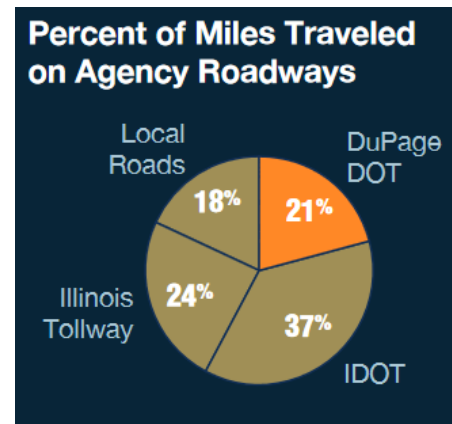 Percent of Miles Traveled
on Agency Roadways
Local
Roads
DuPage
DOT
18%
21%
Illinois
Tollway
24%
37%
IDOT